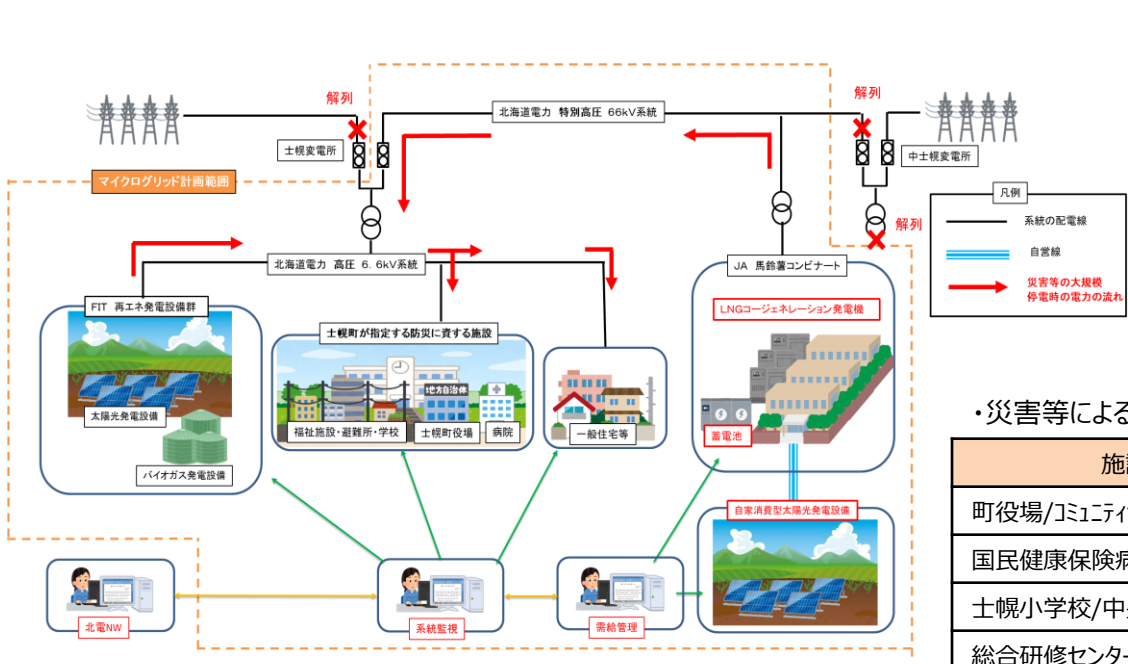 解列
解列
北海道電力 特別高圧 66kV系統
士幌変電所
中士幌変電所
マイクログリッド計画範囲
凡例
系統の配電線
自営線
災害等の大規模
停電時の電力の流れ
解列
北海道電力 高圧 6.6kV系統
JA 馬鈴薯コンビナート
FIT 再エネ発電設備群
LNGコージェネレーション発電機
士幌町が指定する防災に資する施設
地方自治体
太陽光発電設備
福祉施設・避難所・学校
士幌町役場
病院
一般住宅等
蓄電池
バイオガス発電設備
・災害等による
施設
町役場/コミュニティ
国民健康保険病
士幌小学校/中央
総合研修センター
自家消費型太陽光発電設備
北電NW
系統監視
需給管理